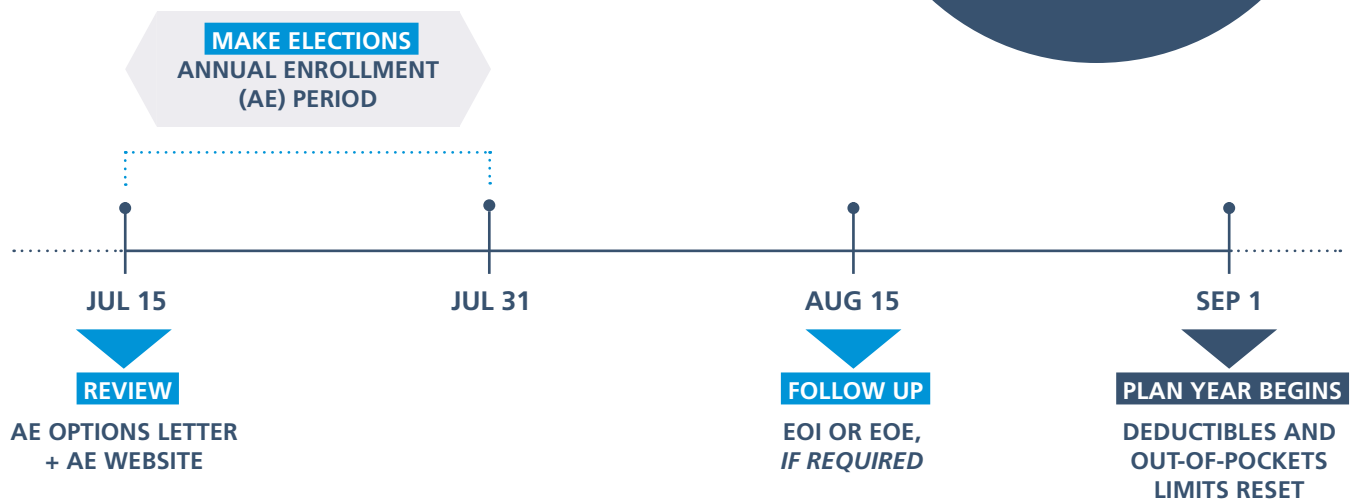 MAKE ELECTIONS
ANNUAL ENROLLMENT
(AE) PERIOD
JUL 15
JUL 31
AUG 15
SEP 1
REVIEW
AE OPTIONS LETTER
+ AE WEBSITE
FOLLOW UP
EOI OR EOE,
IF REQUIRED
PLAN YEAR BEGINS
DEDUCTIBLES AND
OUT-OF-POCKETS
LIMITS RESET